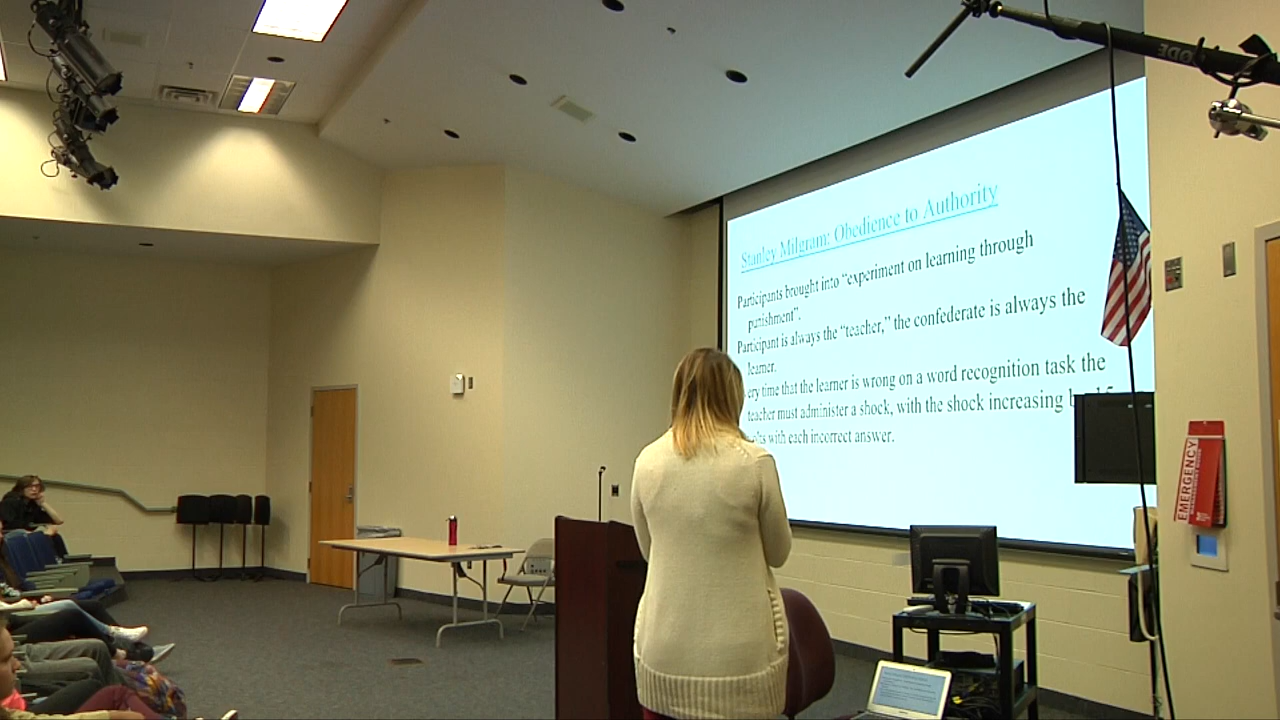 Stanley Milgram: Obedience to Authority
Participants brought into “experiment on learning through
punishment”.
Participant is always the “teacher,” the confederate is always the
learner.
ery time that the learner is wrong on a word recognition task the
teacher must administer a shock, with the shock increasing
with each incorrect answer.
RODE
EMERGENCY